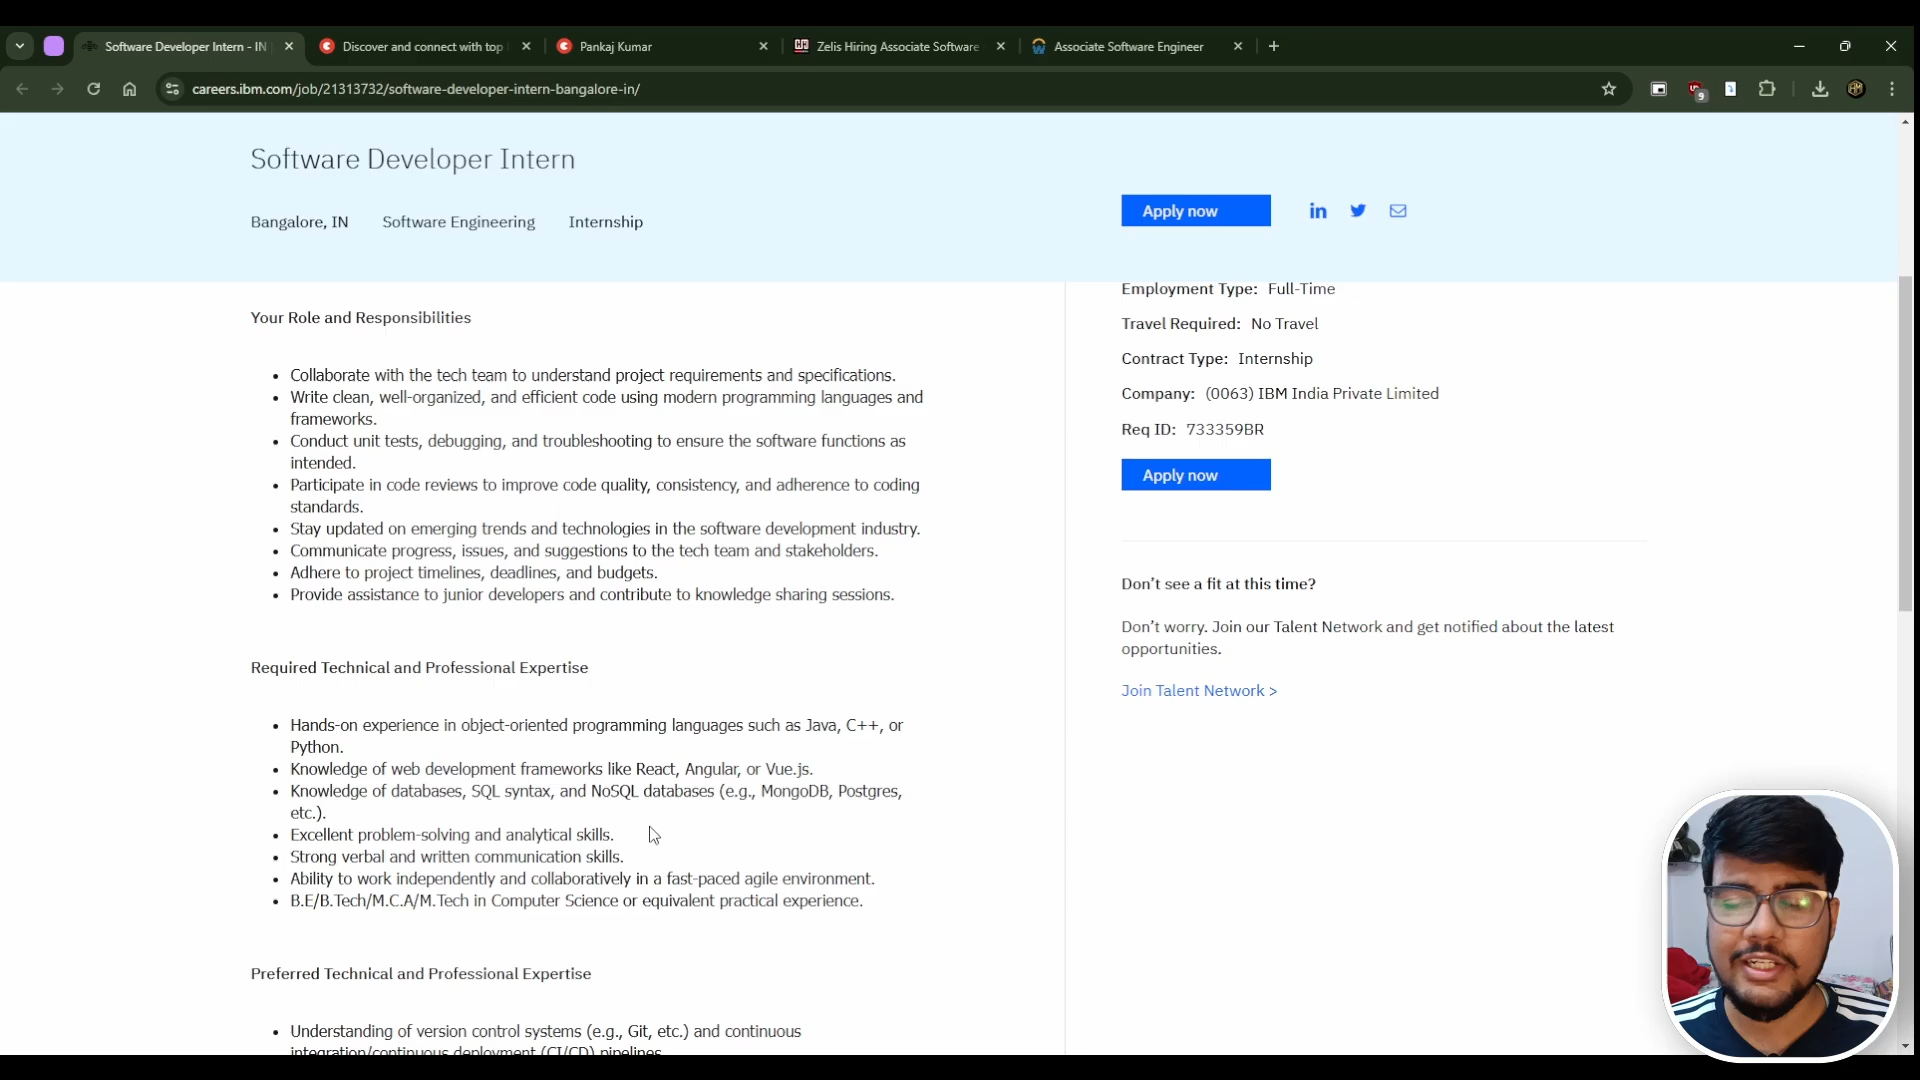 Software Developer Intern - IN
Discover and connect with top
Pankaj Kumar
Zelis Hiring Associate Software
Associate Software Engineer
careers.ibm.com/job/21313732/software-developer-intern-bangalore-in/
9
Software Developer Intern
Bangalore, IN Software Engineering Internship
Apply now
Your Role and Responsibilities
• Collaborate with the tech team to understand project requirements and specifications.
• Write clean, well-organized, and efficient code using modern programming languages and
frameworks.
• Conduct unit tests, debugging, and troubleshooting to ensure the software functions as
intended.
• Participate in code reviews to improve code quality, consistency, and adherence to coding
standards.
• Stay updated on emerging trends and technologies in the software development industry.
• Communicate progress, issues, and suggestions to the tech team and stakeholders.
• Adhere to project timelines, deadlines, and budgets.
• Provide assistance to junior developers and contribute to knowledge sharing sessions.
Required Technical and Professional Expertise
• Hands-on experience in object-oriented programming languages such as Java, C++, or
Python.
• Knowledge of web development frameworks like React, Angular, or Vue.js.
• Knowledge of databases, SQL syntax, and NoSQL databases (e.g., MongoDB, Postgres,
etc.).
• Excellent problem-solving and analytical skills.
• Strong verbal and written communication skills.
• Ability to work independently and collaboratively in a fast-paced agile environment.
• B.E/B.Tech/M.C.A/M.Tech in Computer Science or equivalent practical experience.
Preferred Technical and Professional Expertise
• Understanding of version control systems (e.g., Git, etc.) and continuous
integration/continuous deployment (CI/CD) pipelines
Employment Type: Full-Time
Travel Required: No Travel
Contract Type: Internship
Company: (0063) IBM India Private Limited
Req ID: 733359BR
Apply now
Don't see a fit at this time?
Don't worry. Join our Talent Network and get notified about the latest
opportunities.
Join Talent Network >